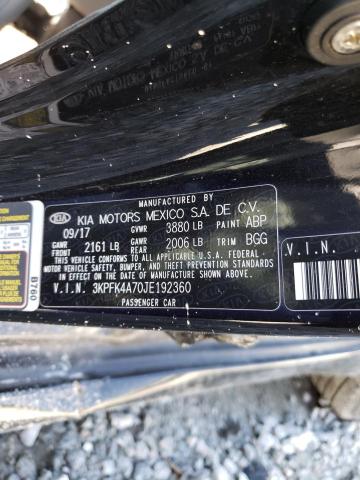 MANUFACTURED BY
KIA KIA MOTORS MEXICO S.A. DE C.V.
09/17 GVWR 3880 LB PAINT ABP
GAWR FRONT 2161 LB GAWR REAR 2006 LB TRIM BGG
THIS VEHICLE CONFORMS TO ALL APPLICABLE U.S.A. FEDERAL
MOTOR VEHICLE SAFETY, BUMPER, AND THEFT PREVENTION
STANDARDS IN EFFECT ON THE DATE OF MANUFACTURE SHOWN ABOVE.
V.I.N. 3KPFK4A70JE192360
PASSENGER CAR
B760
V.I.N.